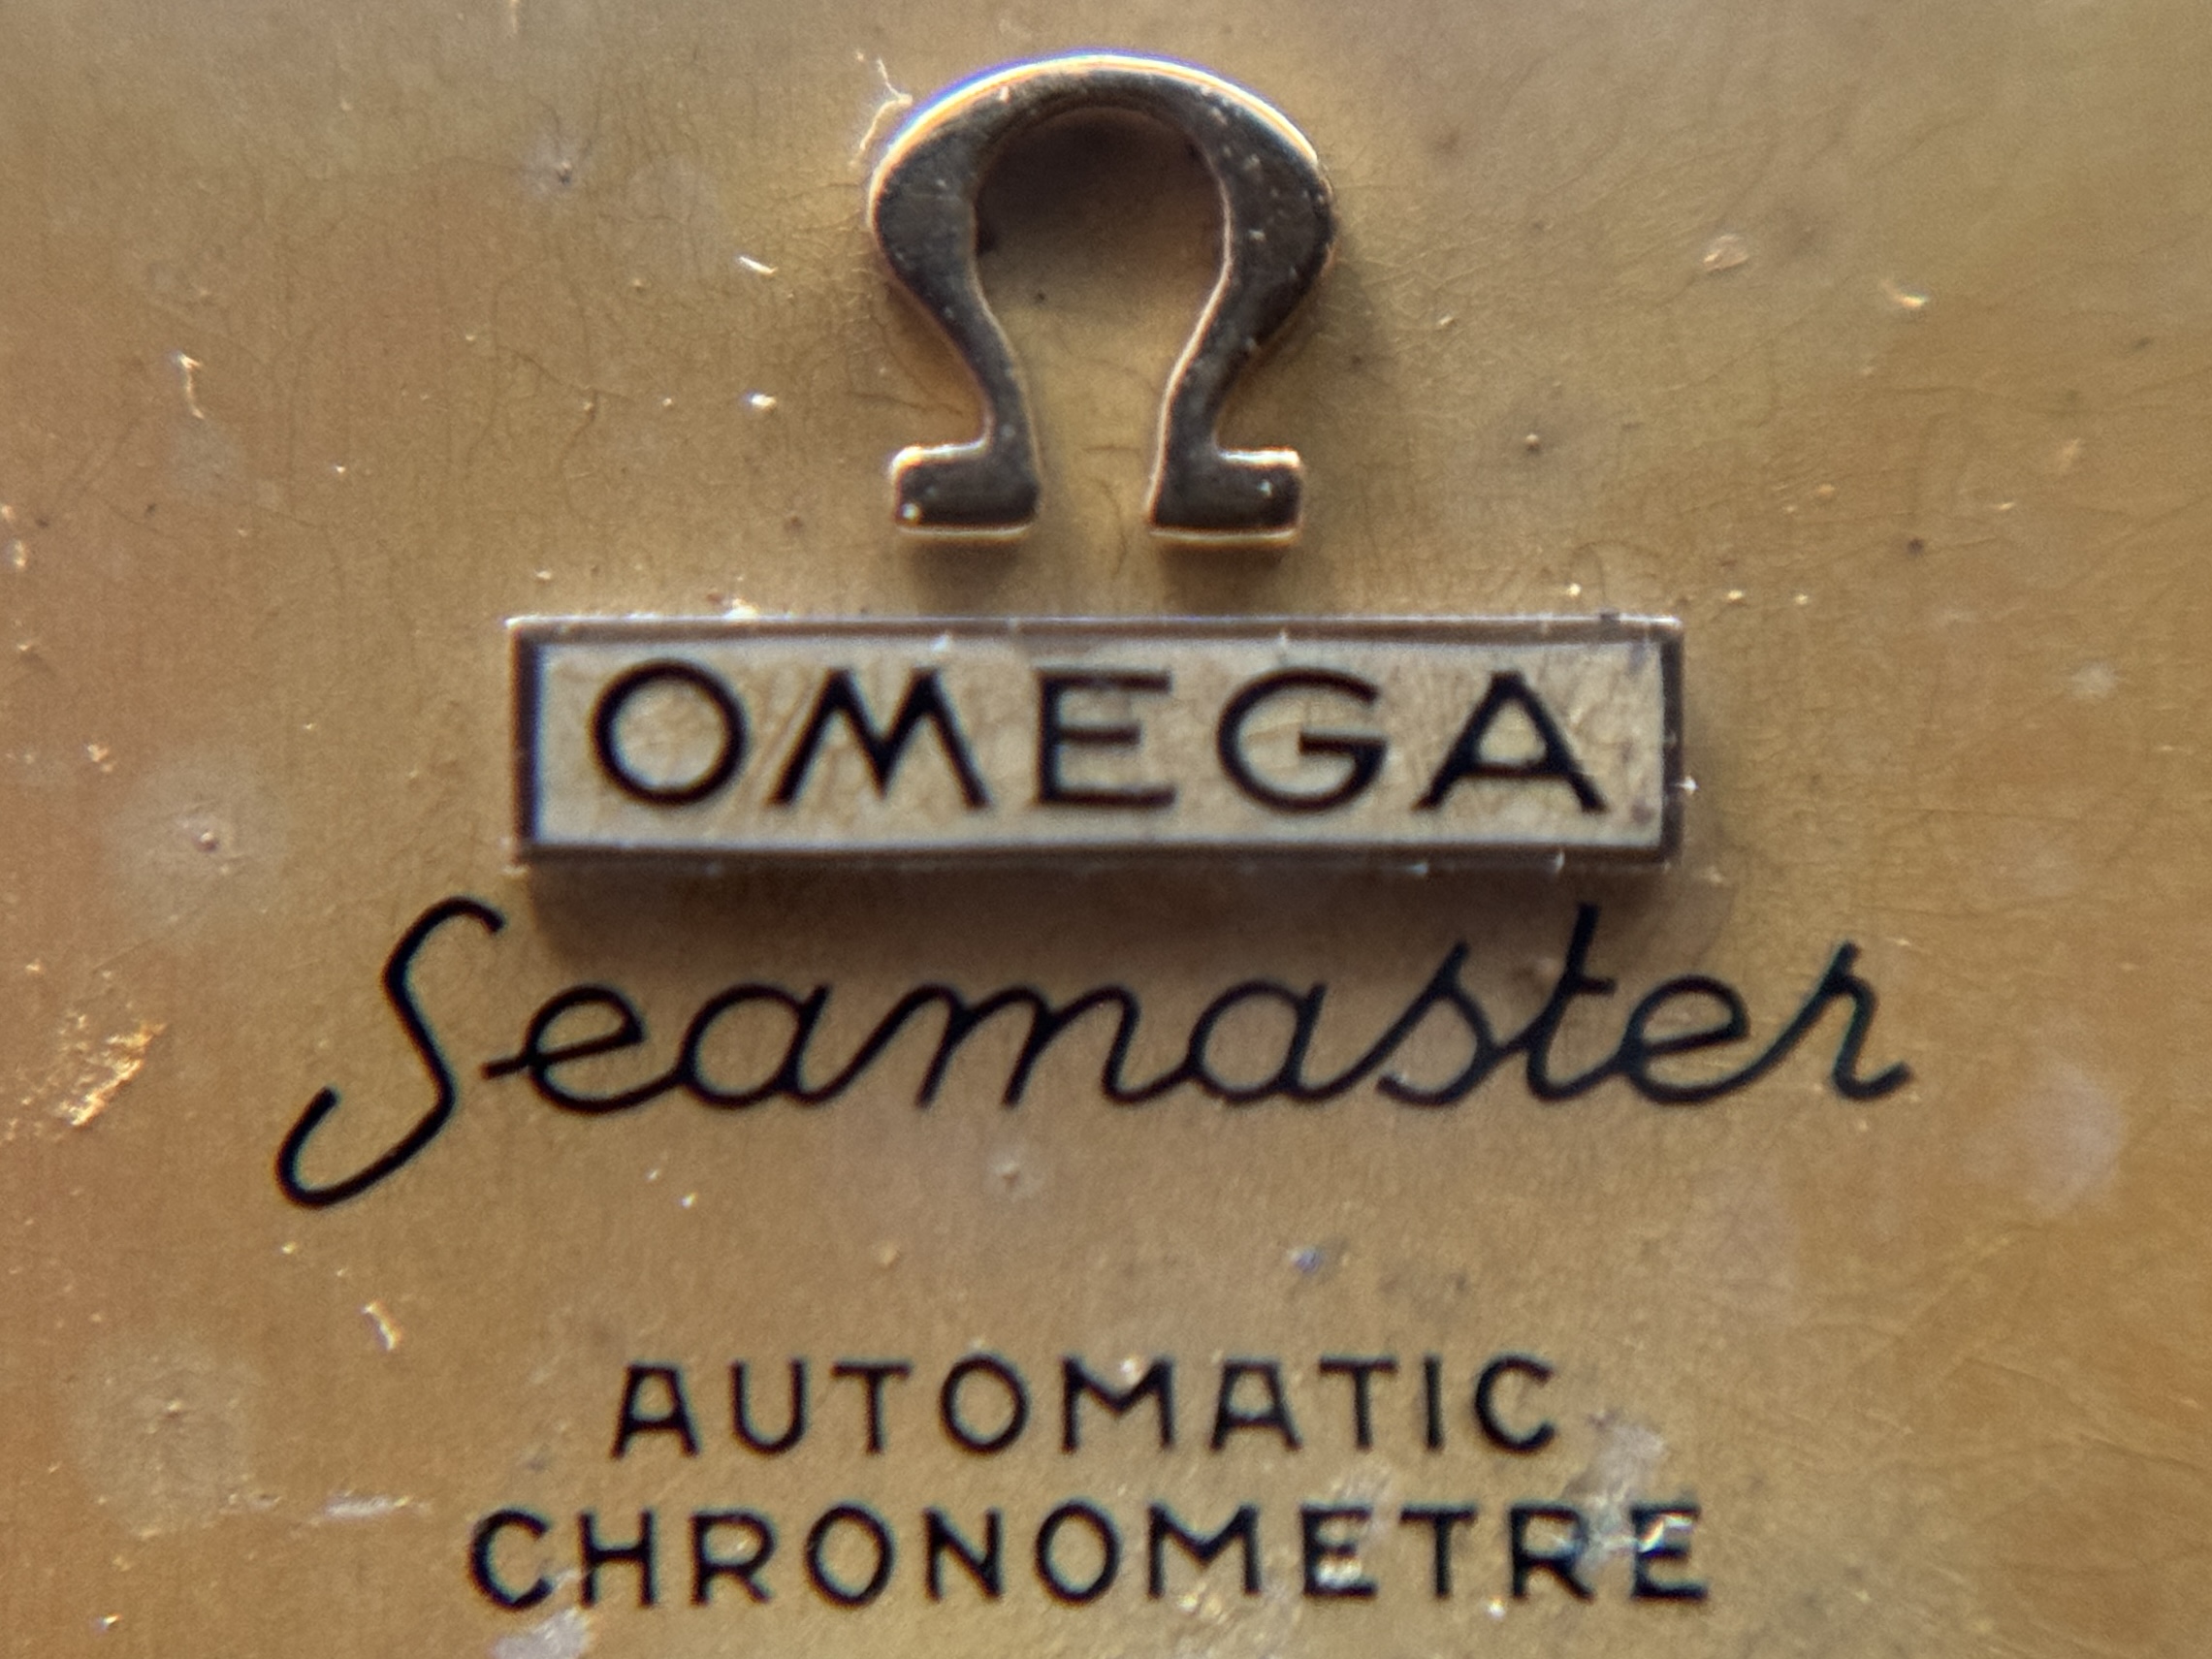 Ω
OMEGA
Seamaster
AUTOMATIC
CHRONOMETRE